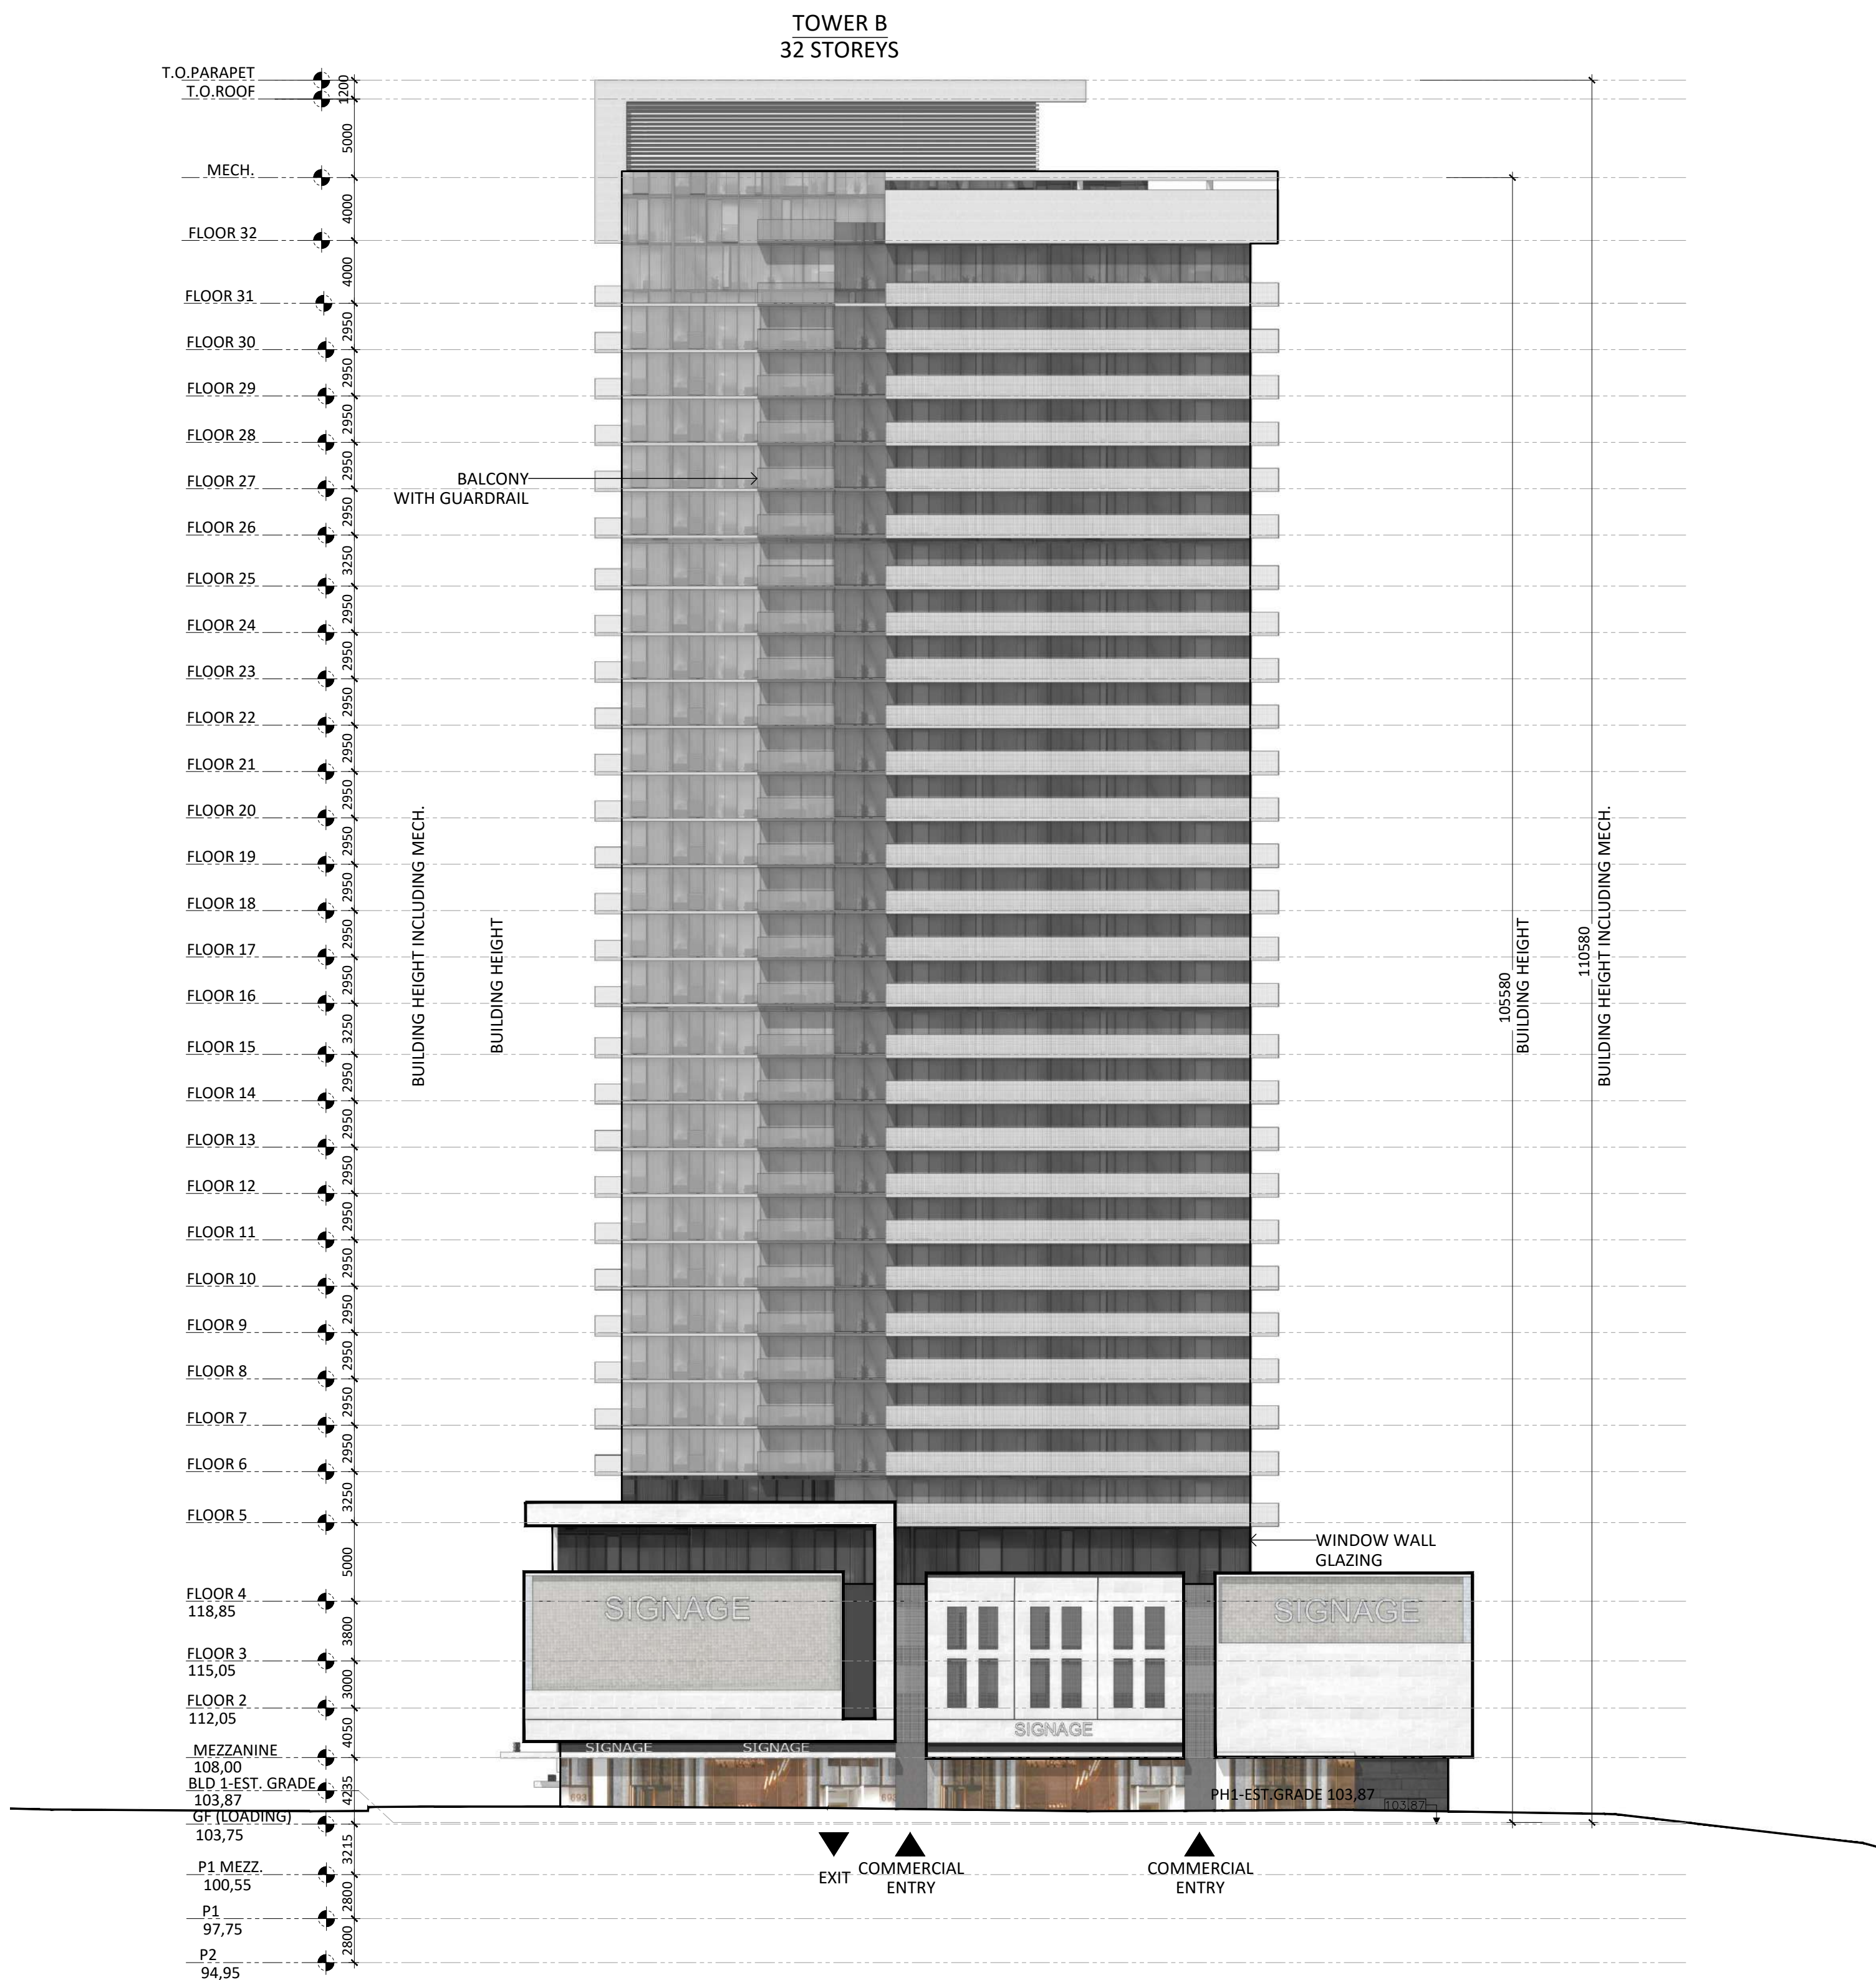 TOWER B
32 STOREYS
T.O.PARAPET
1200
T.O.ROOF
5000
MECH.
4000
FLOOR 32
4000
FLOOR 31
2950
FLOOR 30
2950
FLOOR 29
2950
FLOOR 28
2950
FLOOR 27
2950
FLOOR 26
3250
FLOOR 25
2950
FLOOR 24
2950
FLOOR 23
2950
FLOOR 22
2950
FLOOR 21
2950
FLOOR 20
2950
FLOOR 19
2950
FLOOR 18
2950
FLOOR 17
2950
FLOOR 16
3250
FLOOR 15
2950
FLOOR 14
2950
FLOOR 13
2950
FLOOR 12
2950
FLOOR 11
2950
FLOOR 10
2950
FLOOR 9
2950
FLOOR 8
2950
FLOOR 7
2950
FLOOR 6
3250
FLOOR 5
5000
FLOOR 4
118,85
3800
FLOOR 3
115,05
3000
FLOOR 2
112,05
4050
MEZZANINE
108,00
BLD 1-EST. GRADE
103,87
4235
GF (LOADING)
103,75
3215
P1 MEZZ.
100,55
2800
P1
97,75
2800
P2
94,95
BALCONY
WITH GUARDRAIL
BUILDING HEIGHT INCLUDING MECH.
BUILDING HEIGHT
105580
BUILDING HEIGHT
110580
BUILDING HEIGHT INCLUDING MECH.
WINDOW WALL
GLAZING
SIGNAGE
SIGNAGE
SIGNAGE
SIGNAGE
SIGNAGE
693
693
PH1-EST.GRADE 103,87
103,87
EXIT
COMMERCIAL
ENTRY
COMMERCIAL
ENTRY